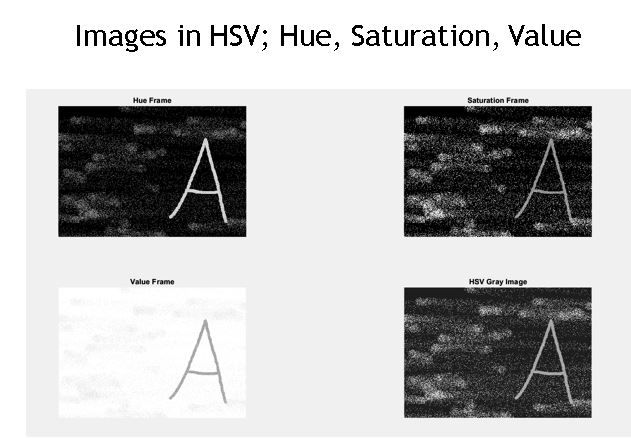 Images in HSV; Hue, Saturation, Value
Hue Frame
Saturation Frame
A
A
Value Frame
HSV Gray Image
A
A